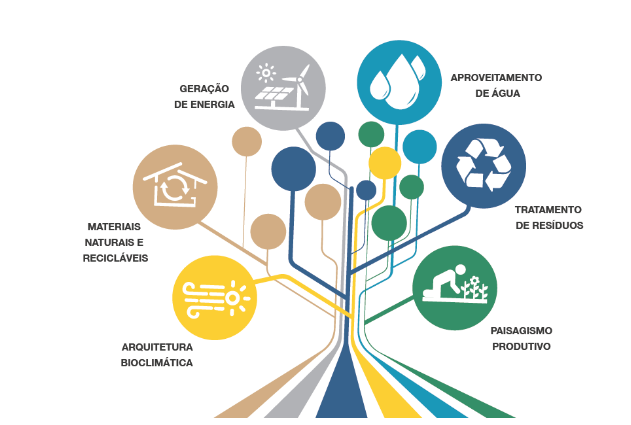 GERAÇÃO
DE ENERGIA
APROVEITAMENTO
DE ÁGUA
MATERIAIS
NATURAIS E
RECICLÁVEIS
TRATAMENTO
DE RESÍDUOS
ARQUITETURA
BIOCLIMÁTICA
PAISAGISMO
PRODUTIVO